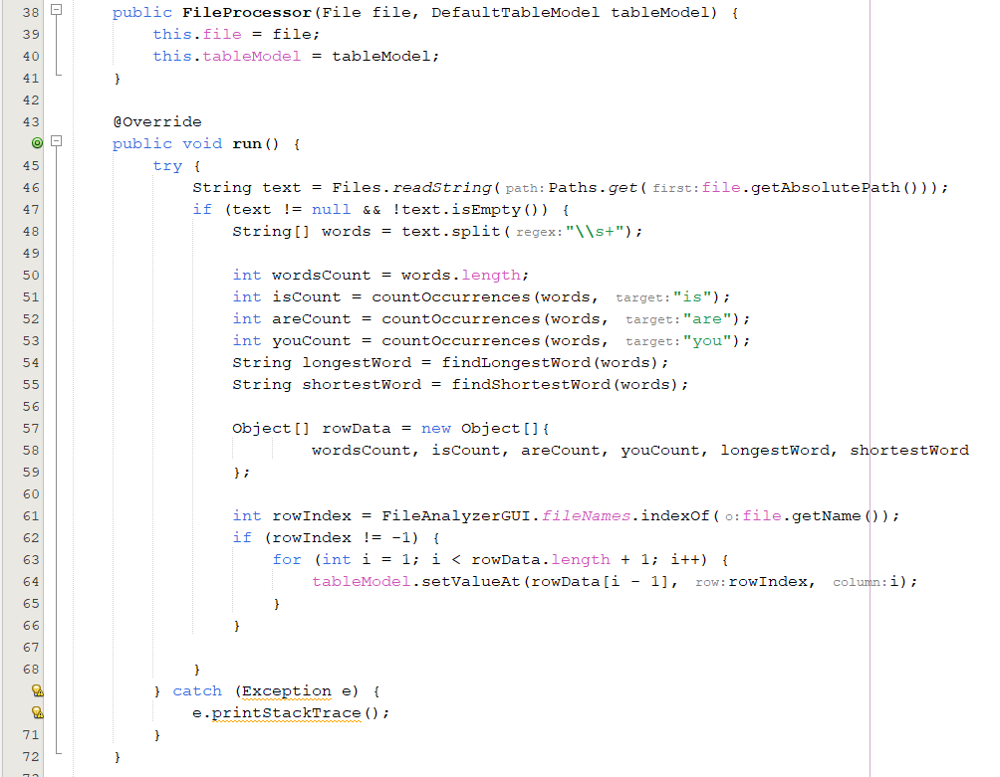 38 public FileProcessor(File file, DefaultTableModel tableModel) {
39 this.file = file;
40 this.tableModel = tableModel;
41 }
42
43 @Override
public void run() {
45 try {
46 String text = Files.readString( path: Paths.get( first: file.getAbsolutePath()));
47 if (text != null && !text.isEmpty()) {
48 String[] words = text.split( regex: "\\s+");
49
50 int wordsCount = words.length;
51 int isCount = countOccurrences(words, target: "is");
52 int areCount = countOccurrences(words, target: "are");
53 int youCount = countOccurrences(words, target: "you");
54 String longestWord = findLongestWord(words);
55 String shortestWord = findShortestWord(words);
56
57 Object[] rowData = new Object[]{
58 wordsCount, isCount, areCount, youCount, longestWord, shortestWord
59 };
60
61 int rowIndex = FileAnalyzerGUI.fileNames.indexOf( o: file.getName());
62 if (rowIndex != -1) {
63 for (int i = 1; i < rowData.length + 1; i++) {
64 tableModel.setValueAt(rowData[i - 1], row: rowIndex, column: i);
65 }
66 }
67
68 }
} catch (Exception e) {
e.printStackTrace();
71 }
72 }